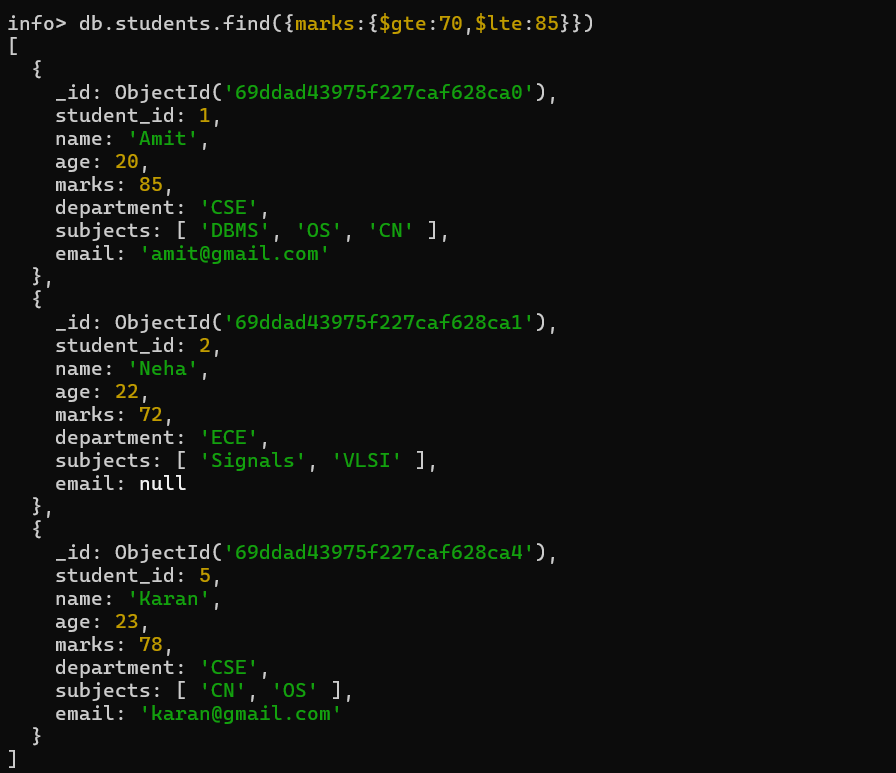 info> db.students.find({marks:{$gte:70,$lte:85}})
[
  {
    _id: ObjectId('69ddad43975f227caf628ca0'),
    student_id: 1,
    name: 'Amit',
    age: 20,
    marks: 85,
    department: 'CSE',
    subjects: [ 'DBMS', 'OS', 'CN' ],
    email: 'amit@gmail.com'
  },
  {
    _id: ObjectId('69ddad43975f227caf628ca1'),
    student_id: 2,
    name: 'Neha',
    age: 22,
    marks: 72,
    department: 'ECE',
    subjects: [ 'Signals', 'VLSI' ],
    email: null
  },
  {
    _id: ObjectId('69ddad43975f227caf628ca4'),
    student_id: 5,
    name: 'Karan',
    age: 23,
    marks: 78,
    department: 'CSE',
    subjects: [ 'CN', 'OS' ],
    email: 'karan@gmail.com'
  }
]